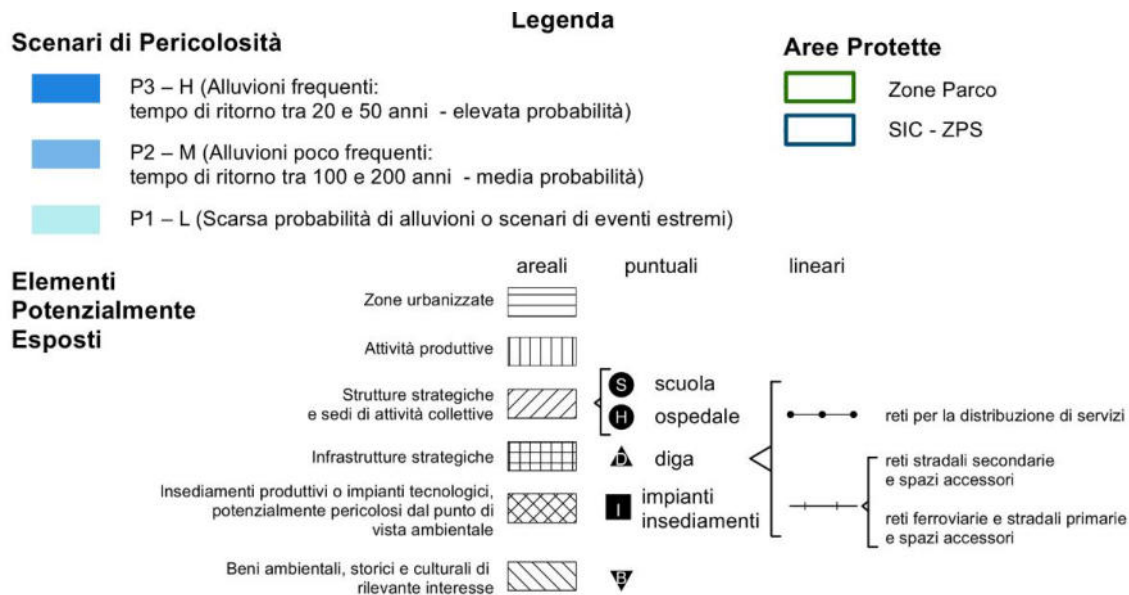 Legenda
Scenari di Pericolosità
P3 – H (Alluvioni frequenti:
tempo di ritorno tra 20 e 50 anni - elevata probabilità)
P2 – M (Alluvioni poco frequenti:
tempo di ritorno tra 100 e 200 anni - media probabilità)
P1 – L (Scarsa probabilità di alluvioni o scenari di eventi estremi)
Aree Protette
Zone Parco
SIC - ZPS
Elementi
Potenzialmente
Esposti
areali
puntuali
lineari
Zone urbanizzate
Attività produttive
Strutture strategiche
e sedi di attività collettive
S scuola
H ospedale
Infrastrutture strategiche
D diga
Insediamenti produttivi o impianti tecnologici,
potenzialmente pericolosi dal punto di
vista ambientale
I impianti
insediamenti
Beni ambientali, storici e culturali di
rilevante interesse
B
reti per la distribuzione di servizi
reti stradali secondarie
e spazi accessori
reti ferroviarie e stradali primarie
e spazi accessori